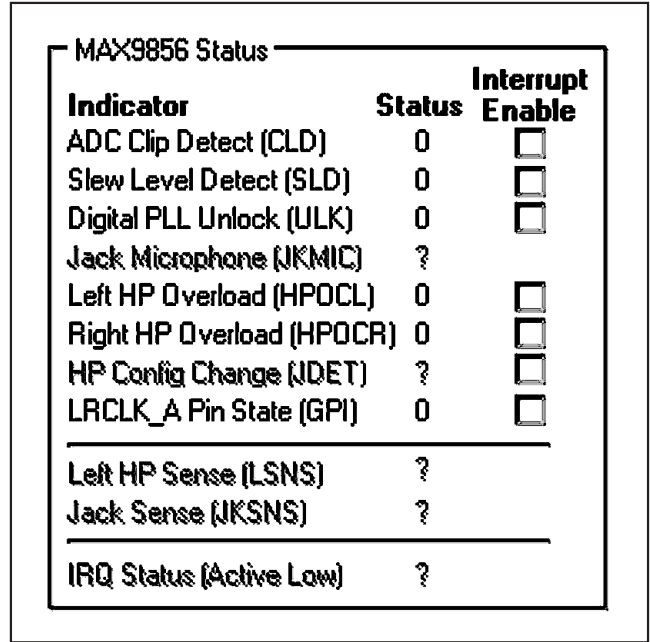 MAX9856 Status
Interrupt
Indicator Status Enable
ADC Clip Detect (CLD) 0
Slew Level Detect (SLD) 0
Digital PLL Unlock (ULK) 0
Jack Microphone (JKMIC) ?
Left HP Overload (HPOCL) 0
Right HP Overload (HPOCR) 0
HP Config Change (JDET) ?
LRCLK_A Pin State (GPI) 0
Left HP Sense (LSNS) ?
Jack Sense (JKSNS) ?
IRQ Status (Active Low) ?